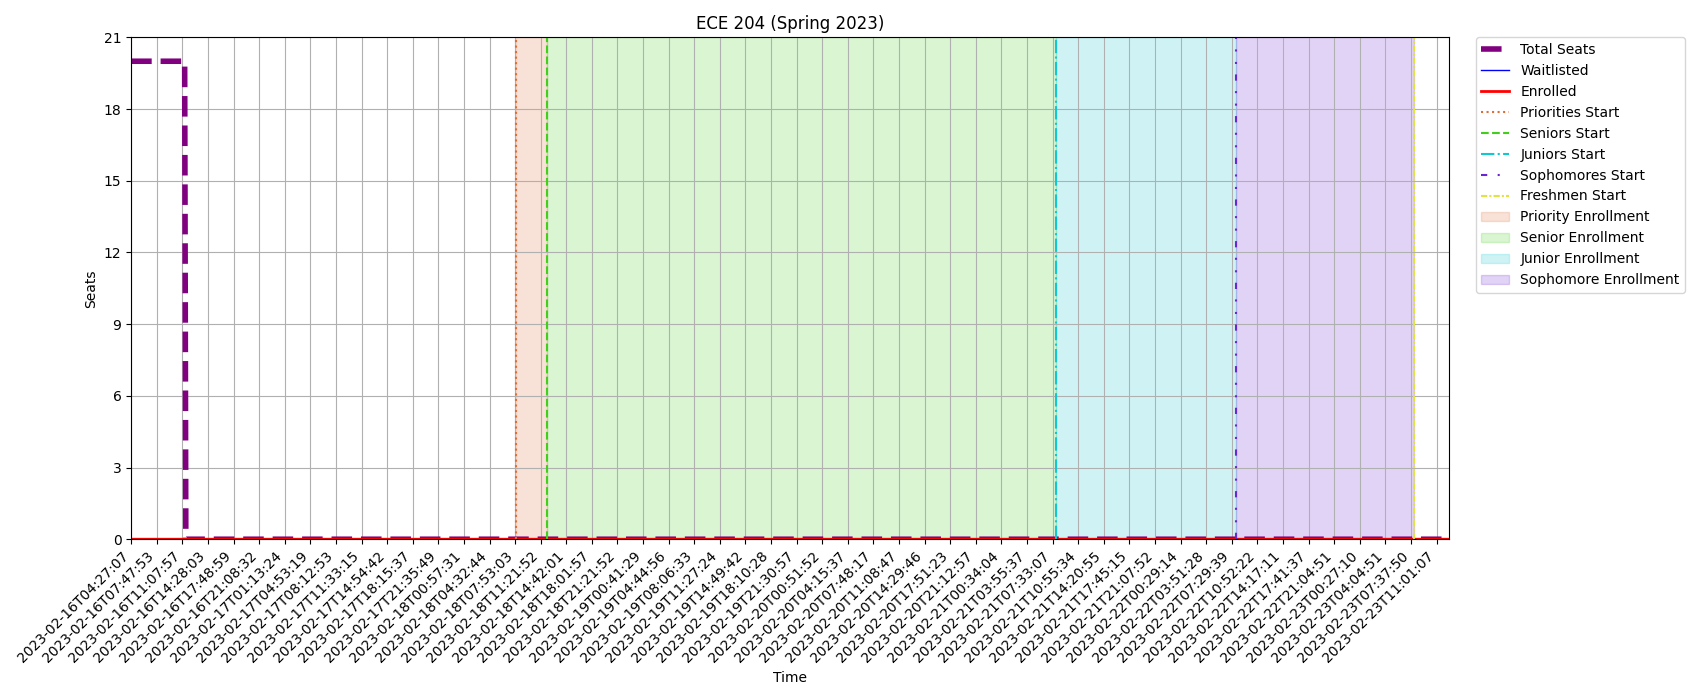 ECE 204 (Spring 2023)
21
18
15
12
9
6
3
0
Seats
2023-02-16T04:27:07
2023-02-16T07:47:53
2023-02-16T11:07:57
2023-02-16T14:28:03
2023-02-16T17:48:59
2023-02-16T21:08:32
2023-02-17T01:13:24
2023-02-17T04:53:19
2023-02-17T08:12:53
2023-02-17T11:33:15
2023-02-17T14:54:42
2023-02-17T18:15:37
2023-02-17T21:35:49
2023-02-18T00:57:31
2023-02-18T04:32:44
2023-02-18T07:53:03
2023-02-18T11:21:52
2023-02-18T14:42:01
2023-02-18T18:01:57
2023-02-18T21:21:52
2023-02-19T00:41:29
2023-02-19T04:44:56
2023-02-19T08:06:33
2023-02-19T11:27:24
2023-02-19T14:49:42
2023-02-19T18:10:28
2023-02-19T21:30:57
2023-02-20T00:51:52
2023-02-20T04:15:37
2023-02-20T07:48:17
2023-02-20T11:08:47
2023-02-20T14:29:46
2023-02-20T17:51:23
2023-02-20T21:12:57
2023-02-21T00:34:04
2023-02-21T03:55:37
2023-02-21T07:33:07
2023-02-21T10:55:34
2023-02-21T14:20:55
2023-02-21T17:45:15
2023-02-21T21:07:52
2023-02-22T00:29:14
2023-02-22T03:51:28
2023-02-22T07:29:39
2023-02-22T10:52:22
2023-02-22T14:17:11
2023-02-22T17:41:37
2023-02-22T21:04:51
2023-02-23T00:27:10
2023-02-23T04:04:51
2023-02-23T07:37:50
2023-02-23T11:01:07
Time
Total Seats
Waitlisted
Enrolled
Priorities Start
Seniors Start
Juniors Start
Sophomores Start
Freshmen Start
Priority Enrollment
Senior Enrollment
Junior Enrollment
Sophomore Enrollment